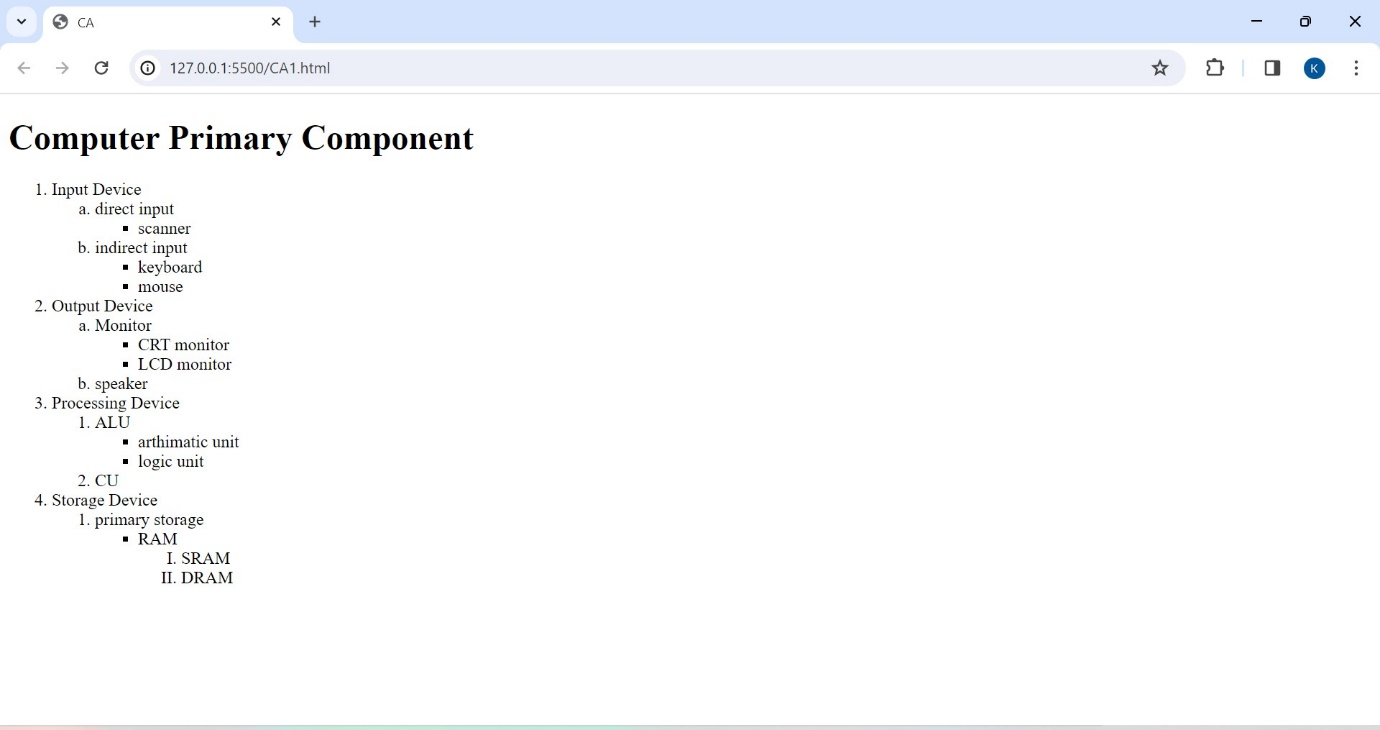 CA
127.0.0.1:5500/CA1.html
K
Computer Primary Component
1. Input Device
a. direct input
▪ scanner
b. indirect input
▪ keyboard
▪ mouse
2. Output Device
a. Monitor
▪ CRT monitor
▪ LCD monitor
b. speaker
3. Processing Device
1. ALU
▪ arthimatic unit
▪ logic unit
2. CU
4. Storage Device
1. primary storage
▪ RAM
I. SRAM
II. DRAM